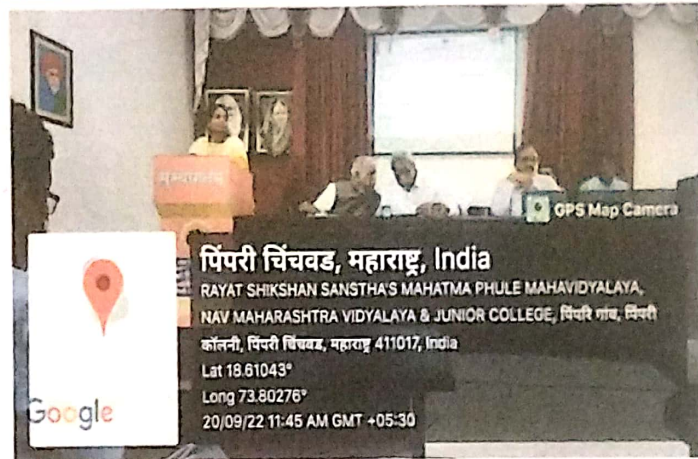 GPS Map Camera
पिंपरी चिंचवड, महाराष्ट्र, India
RAYAT SHIKSHAN SANSTHA'S MAHATMA PHULE MAHAVIDYALAYA,
NAV MAHARASHTRA VIDYALAYA & JUNIOR COLLEGE, पिंपरि गांव, पिंपरी
कॉलनी, पिंपरी चिंचवड, महाराष्ट्र 411017, India
Lat 18.61043°
Long 73.80276°
20/09/22 11:45 AM GMT +05:30
Google